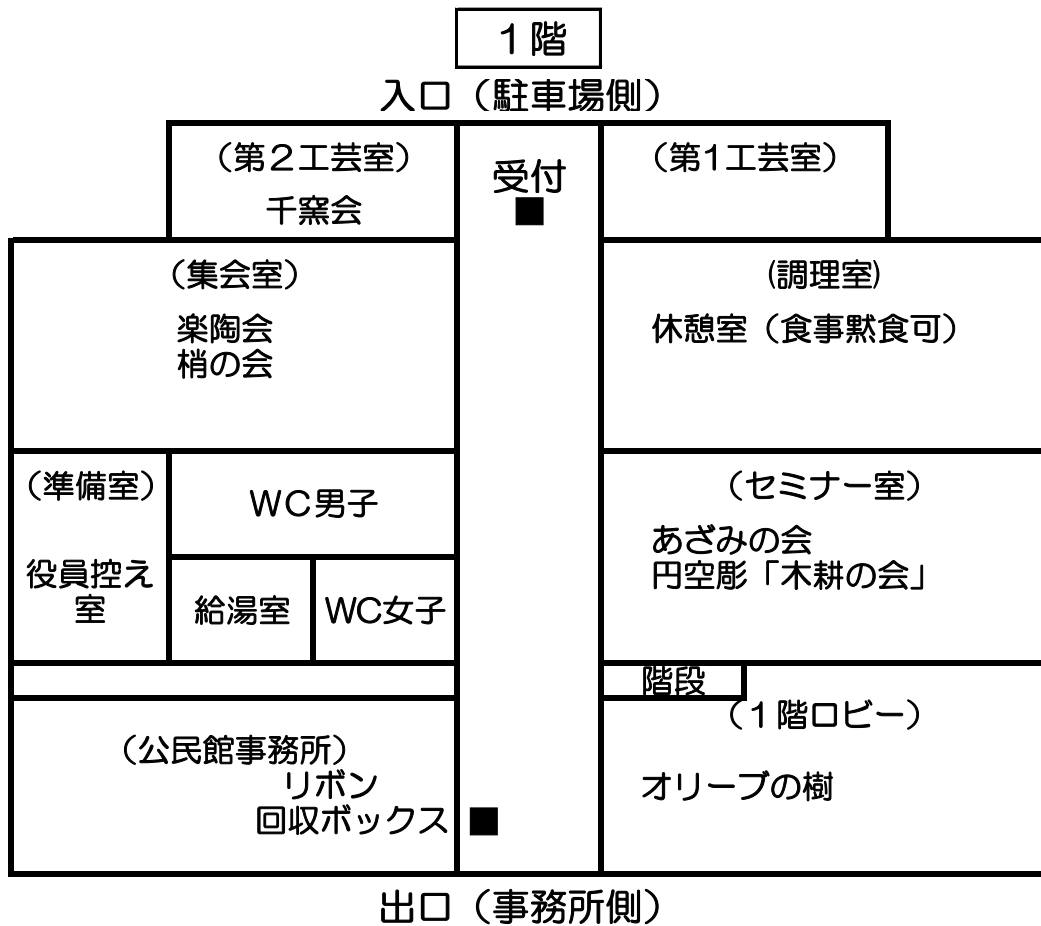 １階
入口（駐車場側）
（第２工芸室）
千窯会
受付
■
（第1工芸室）
（集会室）
楽陶会
梢の会
(調理室)
休憩室（食事黙食可）
（準備室）
役員控え
室
ＷＣ男子
給湯室
WC女子
（セミナー室）
あざみの会
円空彫「木耕の会」
階段
（１階ロビー）
オリーブの樹
（公民館事務所）
リボン
回収ボックス ■
出口（事務所側）